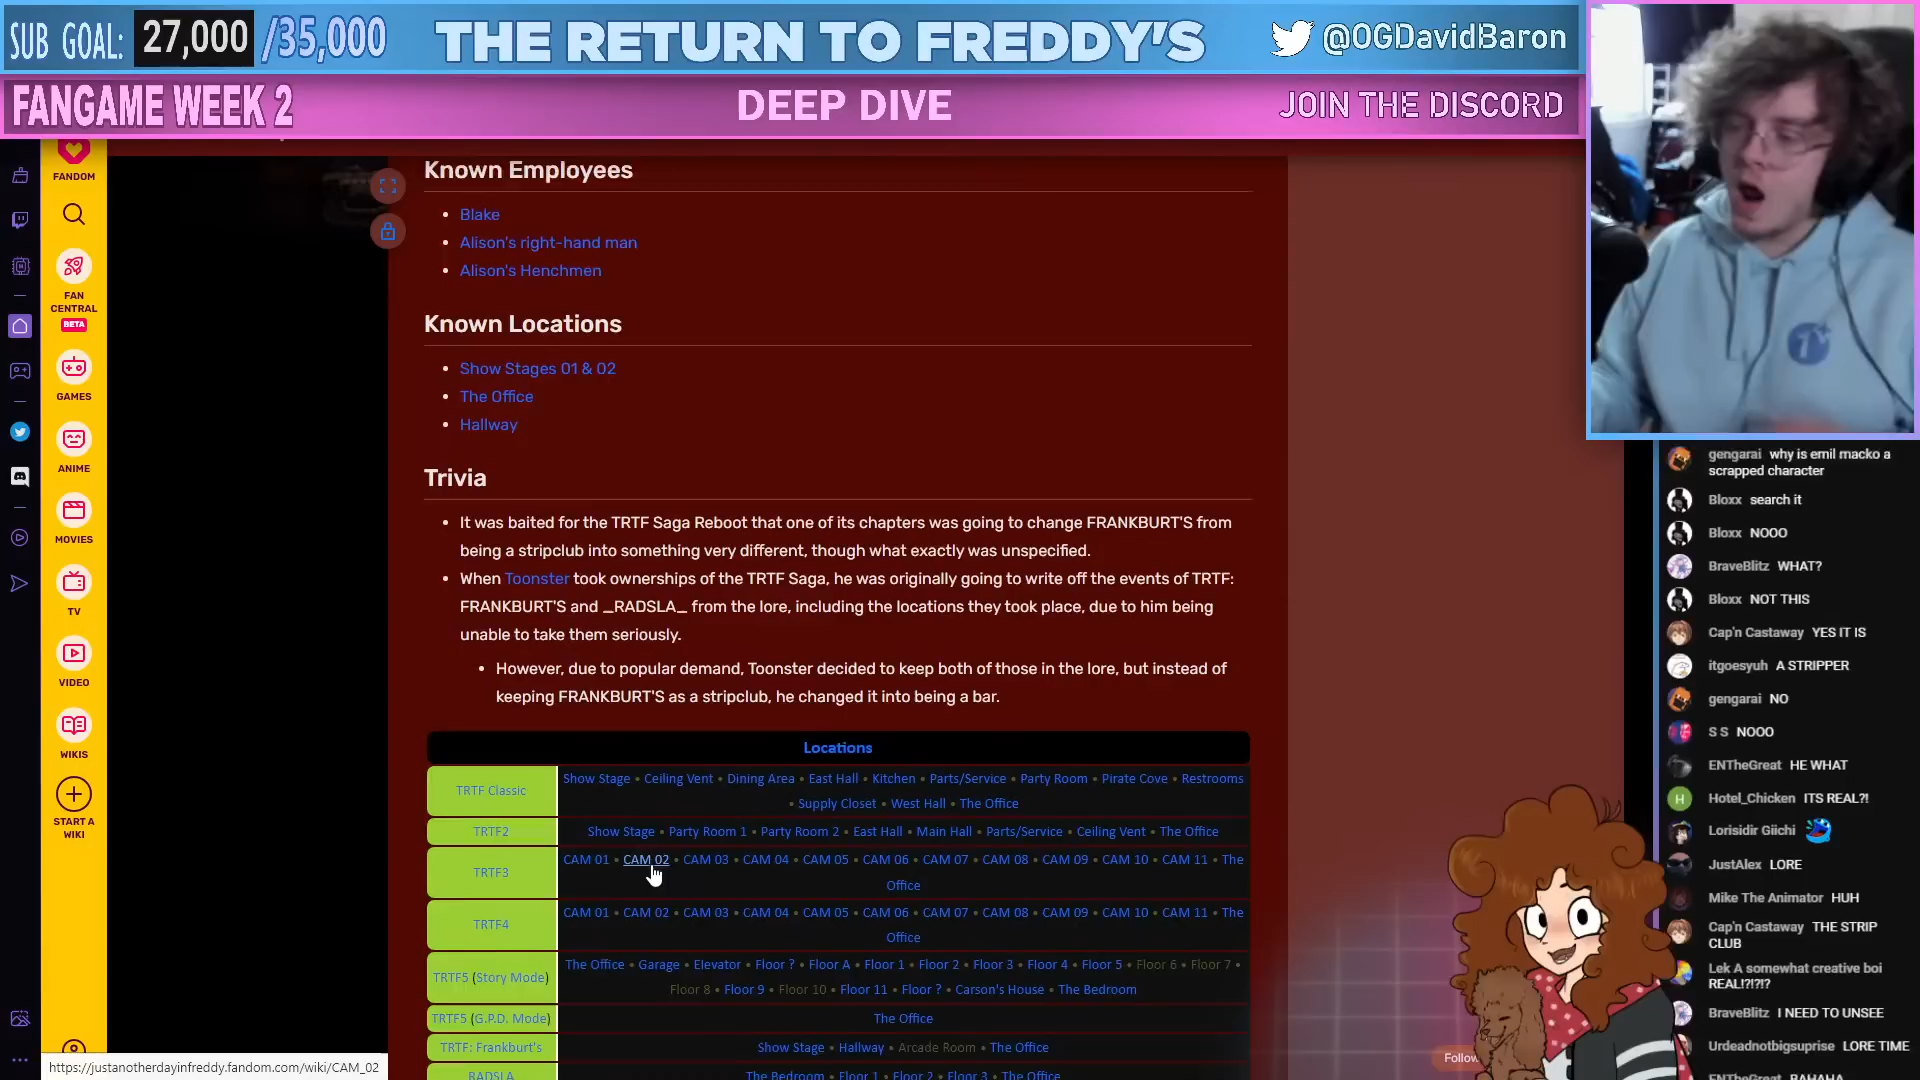 SUB GOAL: 27,000 /35,000
THE RETURN TO FREDDY'S
@OGDavidBaron
FANGAME WEEK 2
DEEP DIVE
JOIN THE DISCORD
FANDOM
FAN
CENTRAL
BETA
GAMES
ANIME
MOVIES
TV
VIDEO
WIKIS
START A
WIKI
Known Employees
Blake
Alison's right-hand man
Alison's Henchmen
Known Locations
Show Stages 01 & 02
The Office
Hallway
Trivia
It was baited for the TRTF Saga Reboot that one of its chapters was going to change FRANKBURT'S from
being a stripclub into something very different, though what exactly was unspecified.
When Toonster took ownerships of the TRTF Saga, he was originally going to write off the events of TRTF:
FRANKBURT'S and _RADSLA_ from the lore, including the locations they took place, due to him being
unable to take them seriously.
However, due to popular demand, Toonster decided to keep both of those in the lore, but instead of
keeping FRANKBURT'S as a stripclub, he changed it into being a bar.
Locations
TRTF Classic
Show Stage • Ceiling Vent • Dining Area • East Hall • Kitchen • Parts/Service • Party Room • Pirate Cove • Restrooms
• Supply Closet • West Hall • The Office
TRTF2
Show Stage • Party Room 1 • Party Room 2 • East Hall • Main Hall • Parts/Service • Ceiling Vent • The Office
TRTF3
CAM 01 • CAM 02 • CAM 03 • CAM 04 • CAM 05 • CAM 06 • CAM 07 • CAM 08 • CAM 09 • CAM 10 • CAM 11 • The
Office
TRTF4
CAM 01 • CAM 02 • CAM 03 • CAM 04 • CAM 05 • CAM 06 • CAM 07 • CAM 08 • CAM 09 • CAM 10 • CAM 11 • The
Office
TRTF5 (Story Mode)
The Office • Garage • Elevator • Floor ? • Floor A • Floor 1 • Floor 2 • Floor 3 • Floor 4 • Floor 5 • Floor 6 • Floor 7 •
Floor 8 • Floor 9 • Floor 10 • Floor 11 • Floor ? • Carson's House • The Bedroom
TRTF5 (G.P.D. Mode)
The Office
TRTF: Frankburt's
Show Stage • Hallway • Arcade Room • The Office
RADSLA
The Bedroom • Floor 1 • Floor 2 • Floor 3 • The Office
https://justanotherdayinfreddy.fandom.com/wiki/CAM_02
gengarai why is emil macko a
scrapped character
Bloxx search it
Bloxx NOOO
BraveBlitz WHAT?
Bloxx NOT THIS
Cap'n Castaway YES IT IS
itgoesyuh A STRIPPER
gengarai NO
S S NOOO
ENTheGreat HE WHAT
Hotel_Chicken ITS REAL?!
Lorisidir Giichi
JustAlex LORE
Mike The Animator HUH
Cap'n Castaway THE STRIP
CLUB
Lek A somewhat creative boi
REAL!?!?!?
BraveBlitz I NEED TO UNSEE
Urdeadnotbigsuprise LORE TIME
ENTheGreat BAHAHA